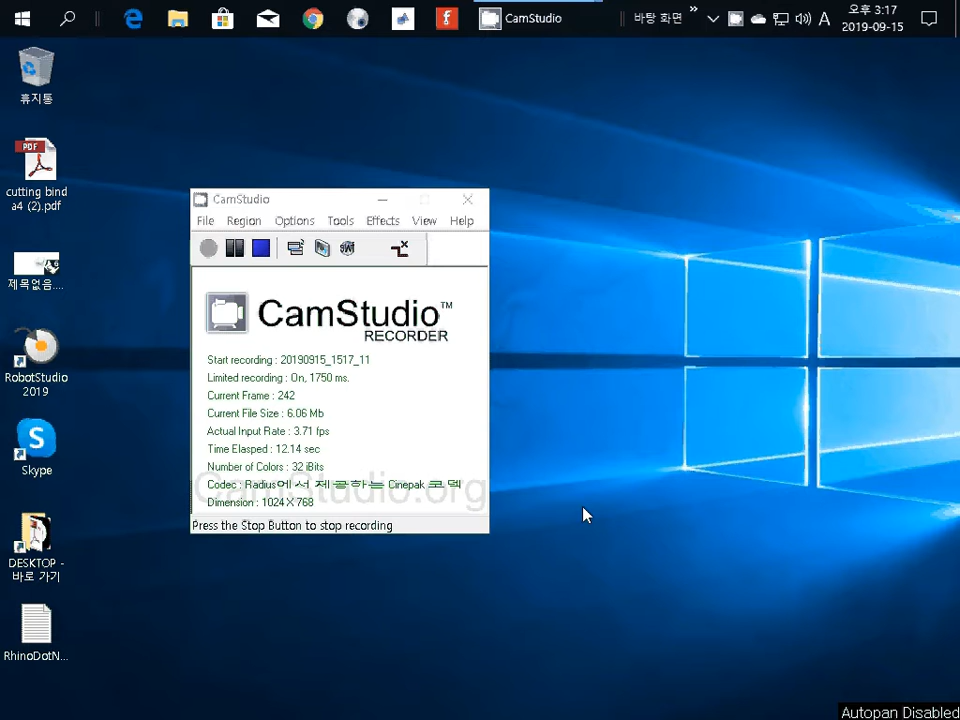 CamStudio
바탕 화면
A
오후 3:17
2019-09-15
휴지통
PDF
cutting bind
a4 (2).pdf
제목없음....
RobotStudio
2019
Skype
DESKTOP -
바로 가기
RhinoDotN...
CamStudio
File Region Options Tools Effects View Help
CamStudio™
RECORDER
Start recording : 20190915_1517_11
Limited recording : On, 1750 ms.
Current Frame : 242
Current File Size : 6.06 Mb
Actual Input Rate : 3.71 fps
Time Elasped : 12.14 sec
Number of Colors : 32 iBits
Codec : Radius에서 제공하는 Cinepak 코덱
CamStudio.org
Dimension : 1024 X 768
Press the Stop Button to stop recording
Autopan Disabled